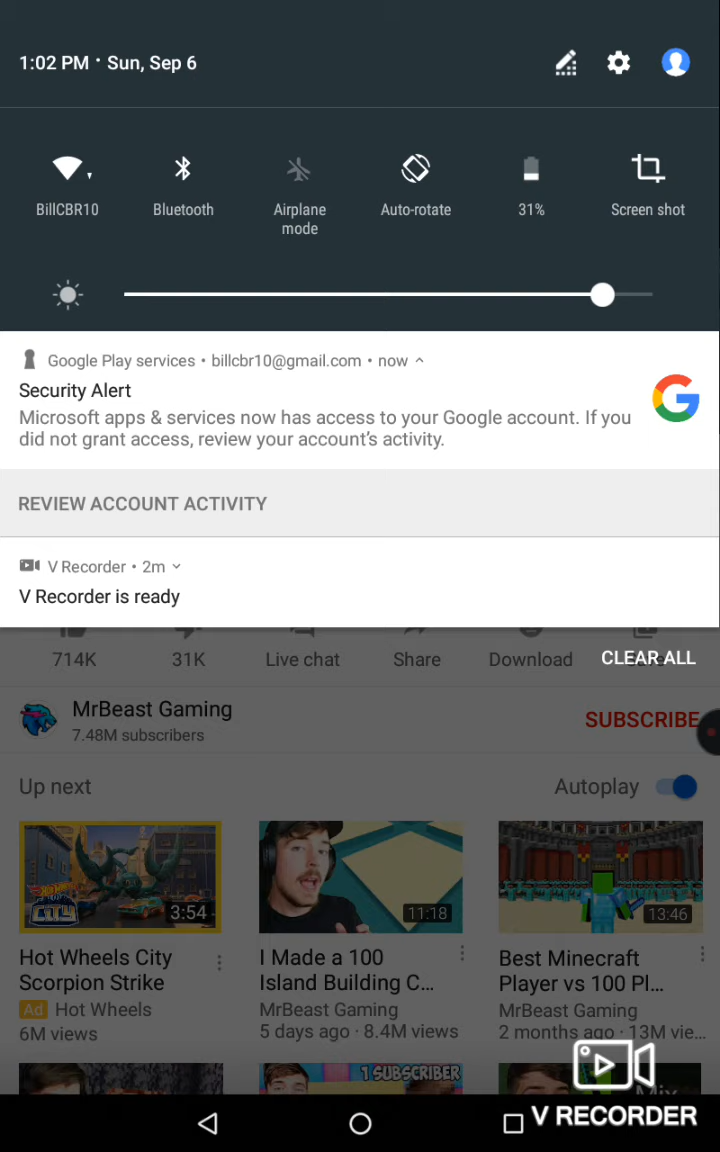 1:02 PM • Sun, Sep 6
BillCBR10
Bluetooth
Airplane
mode
Auto-rotate
31%
Screen shot
Google Play services • billcbr10@gmail.com • now
Security Alert
Microsoft apps & services now has access to your Google account. If you
did not grant access, review your account's activity.
REVIEW ACCOUNT ACTIVITY
V Recorder • 2m
V Recorder is ready
714K
31K
Live chat
Share
Download
CLEAR ALL
MrBeast Gaming
7.48M subscribers
SUBSCRIBE
Up next
Autoplay
HOT WHEELS
CITY
3:54
11:18
13:46
Hot Wheels City
Scorpion Strike
Ad Hot Wheels
6M views
I Made a 100
Island Building C...
MrBeast Gaming
5 days ago · 8.4M views
Best Minecraft
Player vs 100 Pl...
MrBeast Gaming
2 months ago · 13M vie...
1 SUBSCRIBER
Mix
V RECORDER